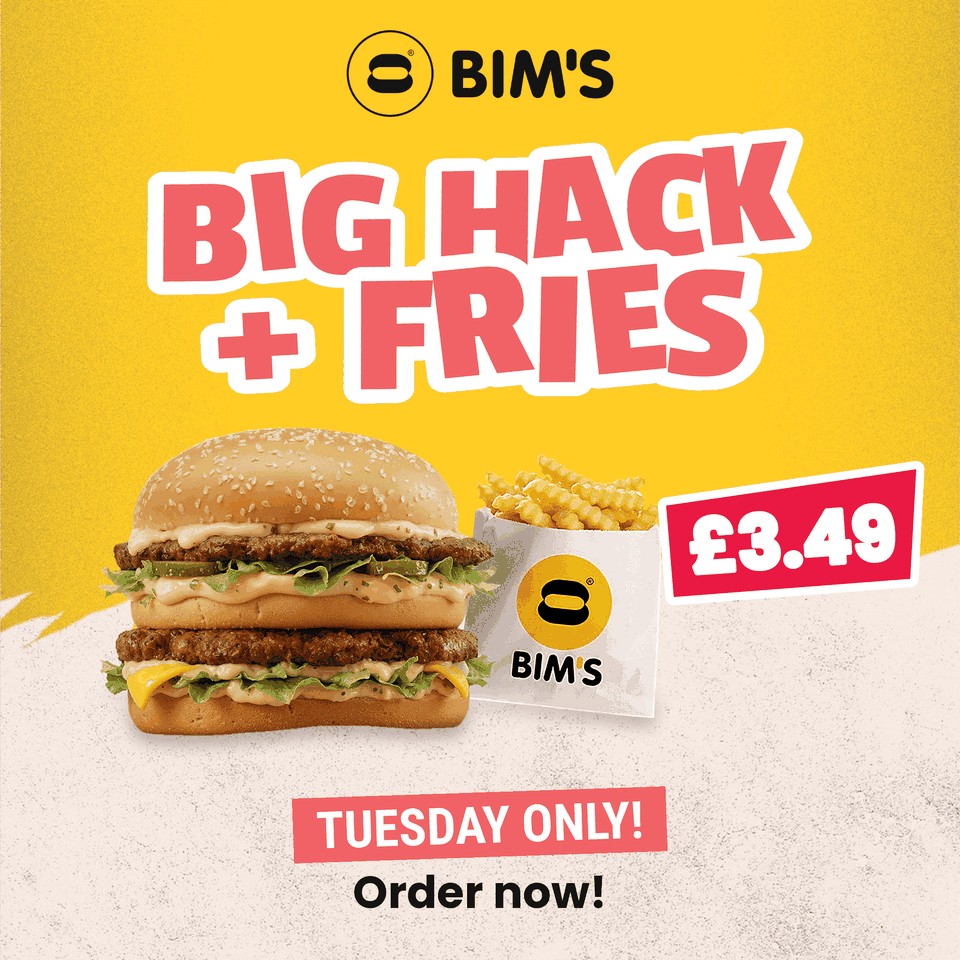 BIM'S
BIG HACK
+ FRIES
£3.49
BIM'S
TUESDAY ONLY!
Order now!